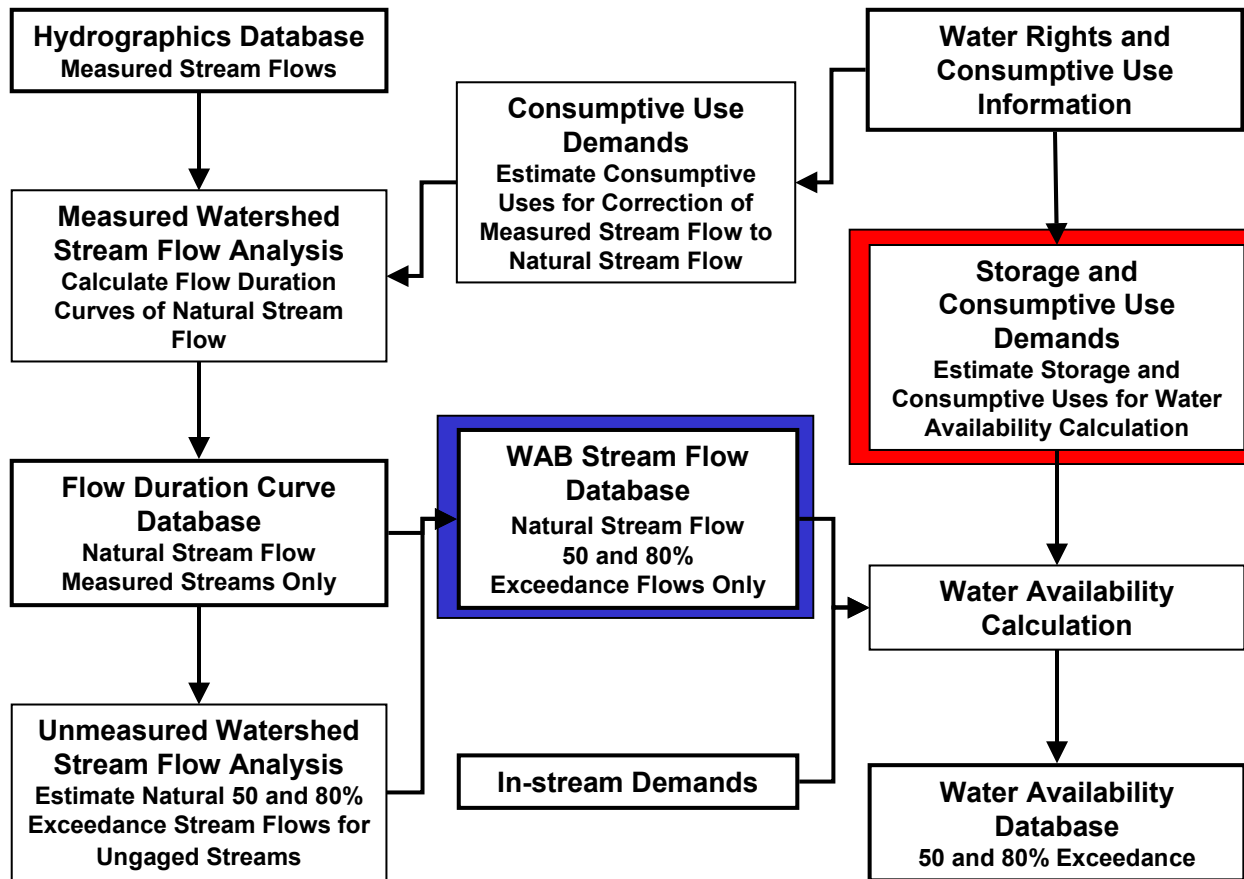 Hydrographics Database
Measured Stream Flows
Water Rights and
Consumptive Use
Information
Consumptive Use
Demands
Estimate Consumptive
Uses for Correction of
Measured Stream Flow to
Natural Stream Flow
Measured Watershed
Stream Flow Analysis
Calculate Flow Duration
Curves of Natural Stream
Flow
Storage and
Consumptive Use
Demands
Estimate Storage and
Consumptive Uses for Water
Availability Calculation
Flow Duration Curve
Database
Natural Stream Flow
Measured Streams Only
WAB Stream Flow
Database
Natural Stream Flow
50 and 80%
Exceedance Flows Only
Water Availability
Calculation
Unmeasured Watershed
Stream Flow Analysis
Estimate Natural 50 and 80%
Exceedance Stream Flows for
Ungaged Streams
In-stream Demands
Water Availability
Database
50 and 80% Exceedance